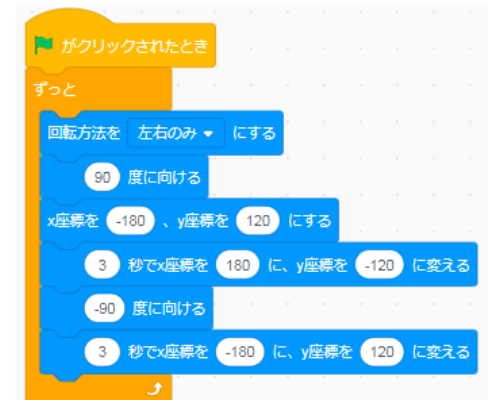 がクリックされたとき
ずっと
回転方法を 左右のみ にする
90 度に向ける
x座標を -180 、y座標を 120 にする
3 秒でx座標を 180 に、y座標を -120 に変える
-90 度に向ける
3 秒でx座標を -180 に、y座標を 120 に変える